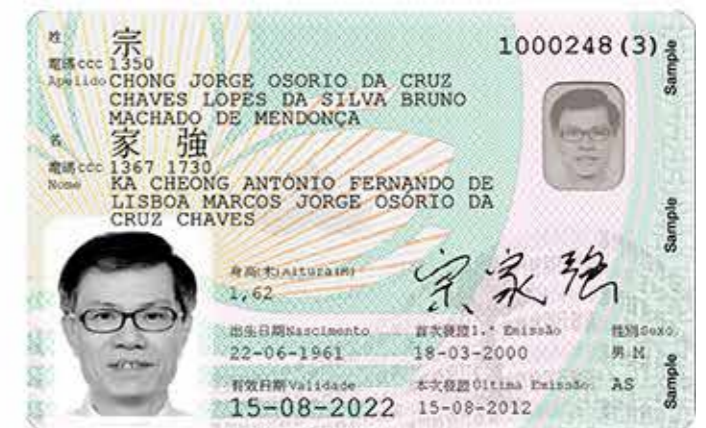 姓 宗 1000248(3)
電碼ccc 1350
Apelido CHONG JORGE OSORIO DA CRUZ
CHAVES LOPES DA SILVA BRUNO
MACHADO DE MENDONÇA
名 家 強
電碼ccc 1367 1730
Nome KA CHEONG ANTÓNIO FERNANDO DE
LISBOA MARCOS JORGE OSÓRIO DA
CRUZ CHAVES
身高(米)Altura(M)
1,62
宗家強
出生日期Nascimento 首次發證1.ª Emissão 性別Sexo
22-06-1961 18-03-2000 男 M
有效日期Validade 本次發證Última Emissão AS
15-08-2022 15-08-2012
Sample
Sample
Sample